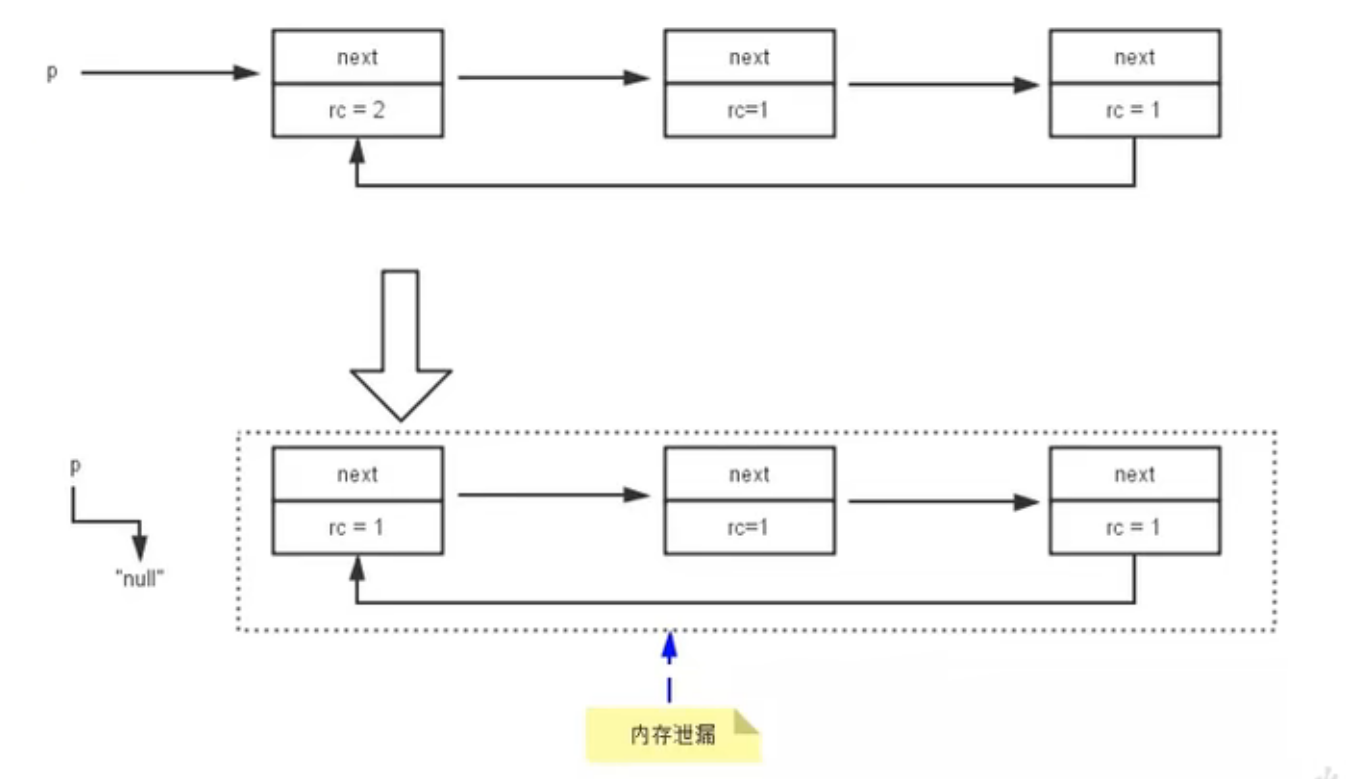 p
next
next
next
rc = 2
rc=1
rc = 1
p
next
next
next
rc = 1
rc=1
rc = 1
"null"
内存泄漏